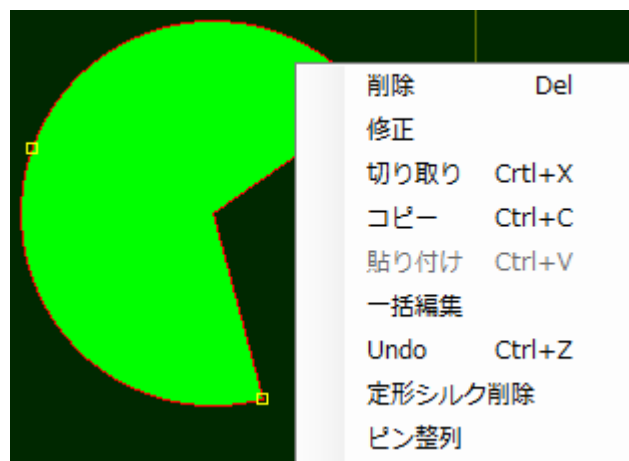 削除 Del
修正
切り取り Crtl+X
コピー Ctrl+C
貼り付け Ctrl+V
一括編集
Undo Ctrl+Z
定形シルク削除
ピン整列